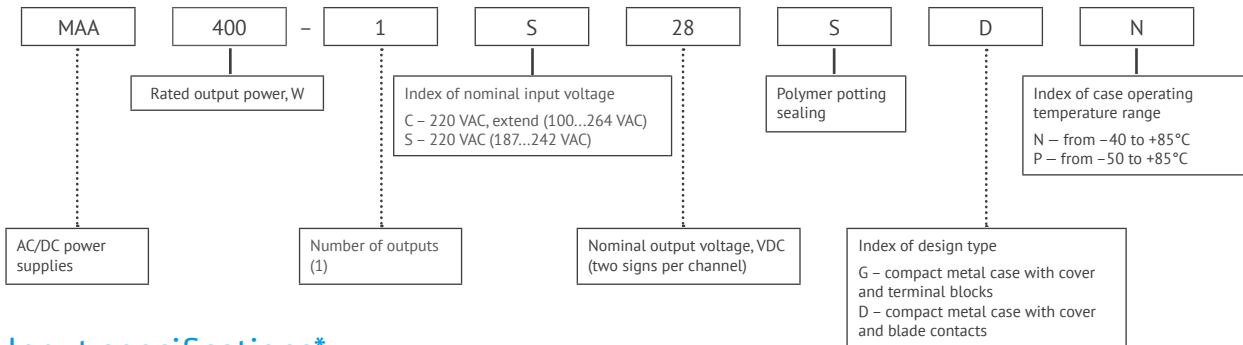 MAA 400 – 1 S 28 S D N
Rated output power, W
Index of nominal input voltage
C – 220 VAC, extend (100...264 VAC)
S – 220 VAC (187...242 VAC)
Polymer potting
sealing
Index of case operating
temperature range
N — from –40 to +85°C
P — from –50 to +85°C
AC/DC power
supplies
Number of outputs
(1)
Nominal output voltage, VDC
(two signs per channel)
Index of design type
G – compact metal case with cover
and terminal blocks
D – compact metal case with cover
and blade contacts
Input specifications*